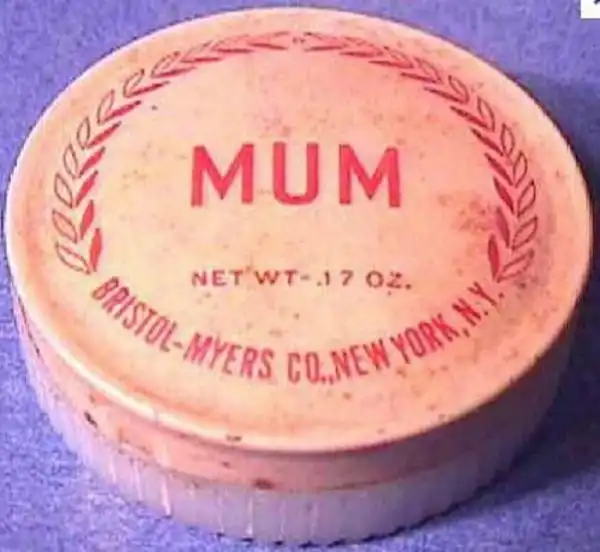 MUM
NET WT-.17 OZ.
BRISTOL-MYERS CO.,NEW YORK, N.Y.